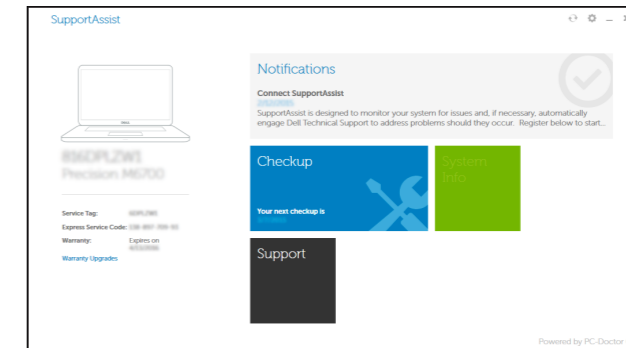 SupportAssist
Notifications
Connect SupportAssist
SupportAssist is designed to monitor your system for issues and, if necessary, automatically
engage Dell Technical Support to address problems should they occur. Register below to start...
Precision M6700
Checkup
System
Info
Your next checkup is
Service Tag:
Express Service Code:
Warranty: Expires on
Warranty Upgrades
Support
Powered by PC-Doctor